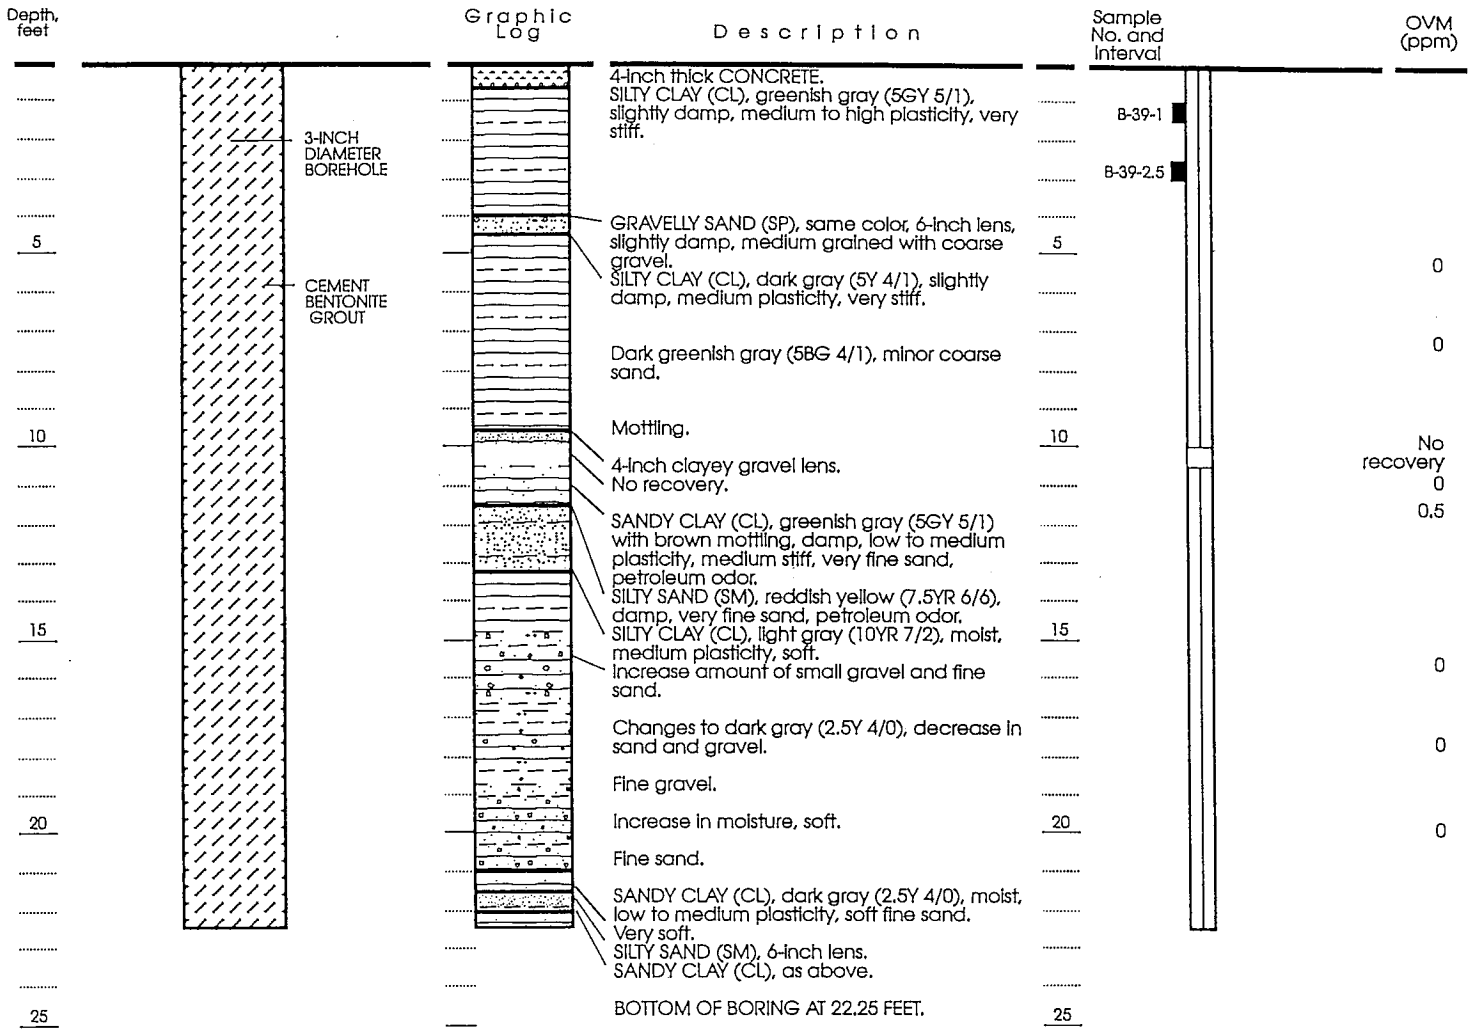 Depth, feet
Graphic Log
Description
Sample No. and Interval
OVM (ppm)
4-inch thick CONCRETE.
SILTY CLAY (CL), greenish gray (5GY 5/1),
slightly damp, medium to high plasticity, very
stiff.
3-INCH
DIAMETER
BOREHOLE
B-39-1
B-39-2.5
GRAVELLY SAND (SP), same color, 6-inch lens,
slightly damp, medium grained with coarse
gravel.
5
5
0
SILTY CLAY (CL), dark gray (5Y 4/1), slightly
damp, medium plasticity, very stiff.
CEMENT
BENTONITE
GROUT
Dark greenish gray (5BG 4/1), minor coarse
sand.
0
Mottling.
10
10
No
recovery
4-inch clayey gravel lens.
No recovery.
0
0.5
SANDY CLAY (CL), greenish gray (5GY 5/1)
with brown mottling, damp, low to medium
plasticity, medium stiff, very fine sand,
petroleum odor.
SILTY SAND (SM), reddish yellow (7.5YR 6/6),
damp, very fine sand, petroleum odor.
15
15
SILTY CLAY (CL), light gray (10YR 7/2), moist,
medium plasticity, soft.
Increase amount of small gravel and fine
sand.
0
Changes to dark gray (2.5Y 4/0), decrease in
sand and gravel.
0
Fine gravel.
20
Increase in moisture, soft.
20
0
Fine sand.
SANDY CLAY (CL), dark gray (2.5Y 4/0), moist,
low to medium plasticity, soft fine sand.
Very soft.
SILTY SAND (SM), 6-inch lens.
SANDY CLAY (CL), as above.
BOTTOM OF BORING AT 22.25 FEET.
25
25